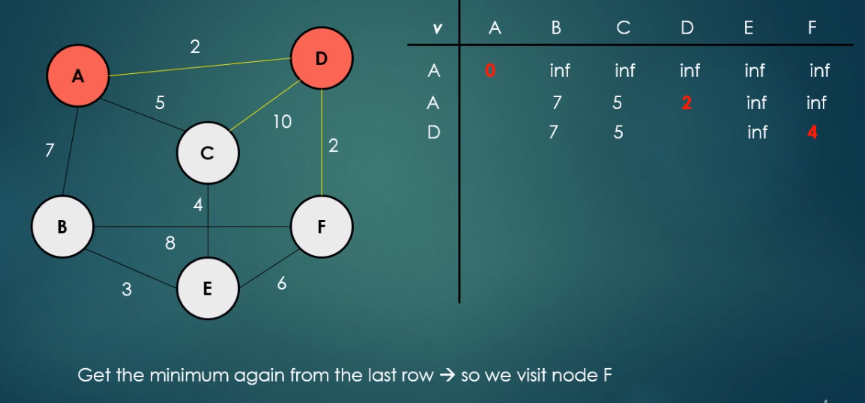 2
D
A
5
10
C
7
2
4
B
F
8
3
E
6
v A B C D E F
A 0 inf inf inf inf inf
A 7 5 2 inf inf
D 7 5 inf 4
Get the minimum again from the last row → so we visit node F